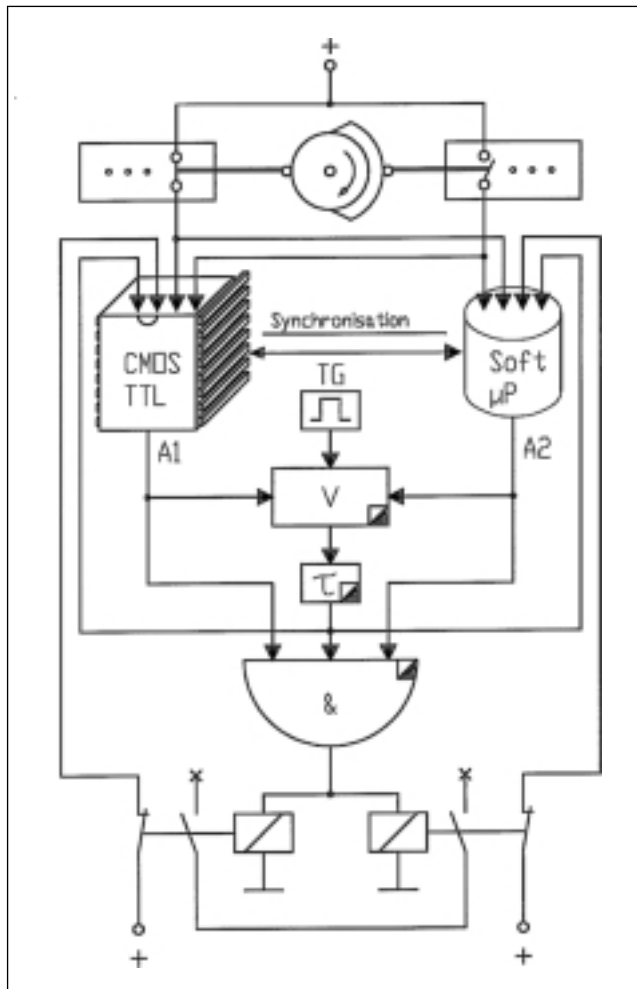 +
Synchronisation
CMOS
TTL
Soft
µP
TG
A1
A2
V
τ
&
+
+